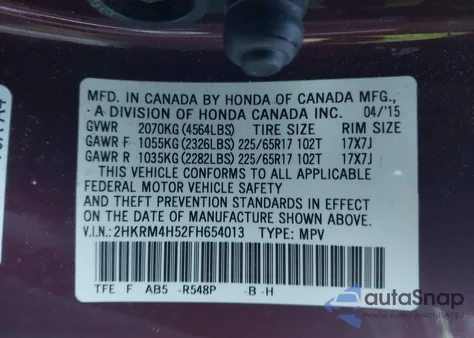 MFD. IN CANADA BY HONDA OF CANADA MFG.,
A DIVISION OF HONDA CANADA INC. 04/'15
GVWR 2070KG (4564LBS) TIRE SIZE RIM SIZE
GAWR F 1055KG (2326LBS) 225/65R17 102T 17X7J
GAWR R 1035KG (2282LBS) 225/65R17 102T 17X7J
THIS VEHICLE CONFORMS TO ALL APPLICABLE
FEDERAL MOTOR VEHICLE SAFETY
AND THEFT PREVENTION STANDARDS IN EFFECT ON
THE DATE OF MANUFACTURE SHOWN ABOVE.
V.I.N.: 2HKRM4H52FH654013 TYPE: MPV
TFE F AB5 -R548P -B -H
autoSnap